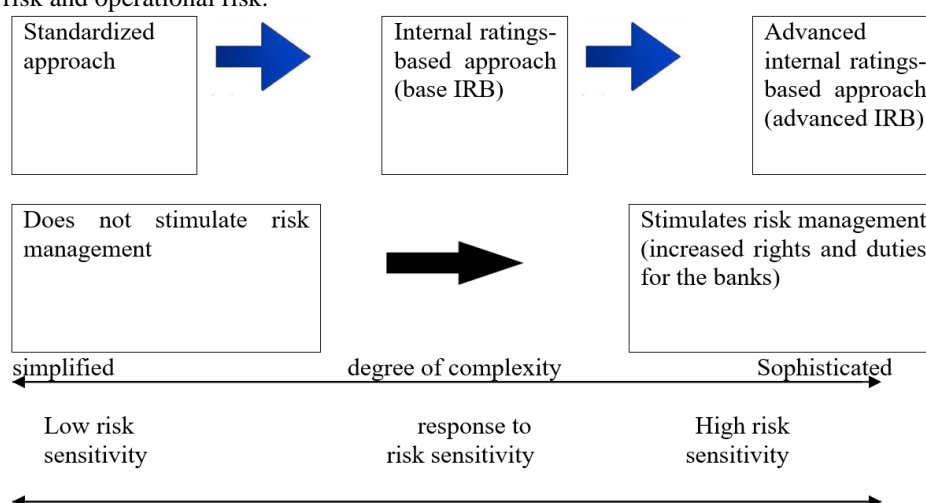 risk and operational risk.
Standardized
approach
Internal ratings-
based approach
(base IRB)
Advanced
internal ratings-
based approach
(advanced IRB)
Does not stimulate risk
management
Stimulates risk management
(increased rights and duties
for the banks)
simplified degree of complexity Sophisticated
Low risk response to High risk
sensitivity risk sensitivity sensitivity